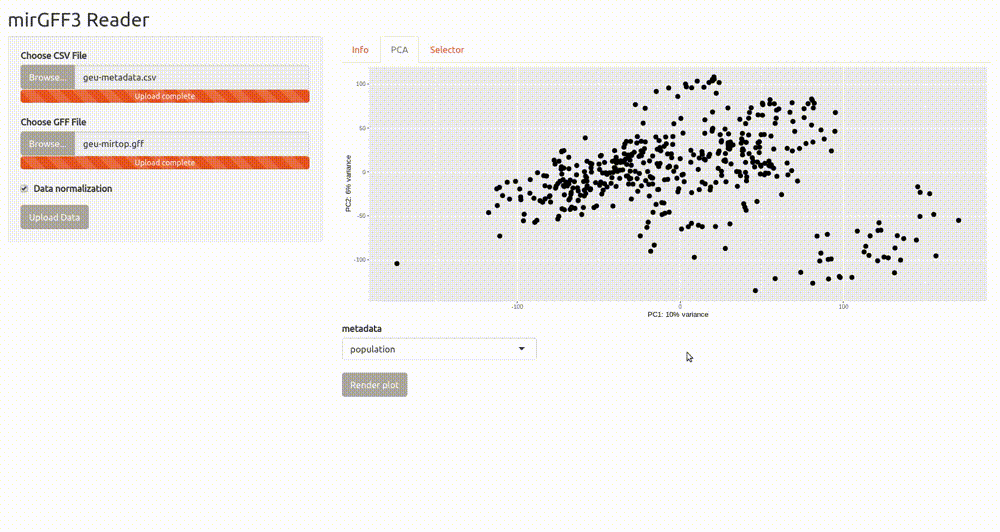 mirGFF3 Reader
Choose CSV File
Browse... geu-metadata.csv
Upload complete
Choose GFF File
Browse... geu-mirtop.gff
Upload complete
Data normalization
Upload Data
Info PCA Selector
PC2: 6% variance
100
50
0
-50
-100
-100 0 100
PC1: 10% variance
metadata
population
Render plot